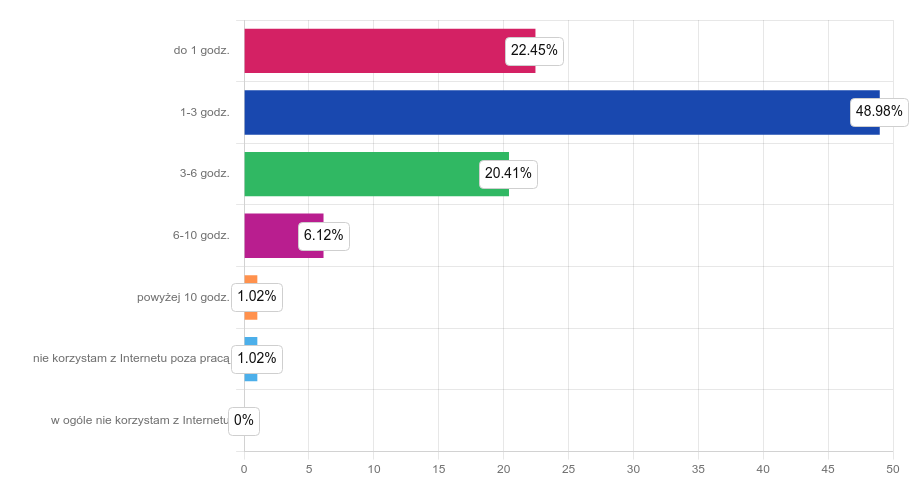 do 1 godz.
22.45%
1-3 godz.
48.98%
3-6 godz.
20.41%
6-10 godz.
6.12%
powyżej 10 godz.
1.02%
nie korzystam z Internetu poza pracą
1.02%
w ogóle nie korzystam z Internetu
0%
0 5 10 15 20 25 30 35 40 45 50